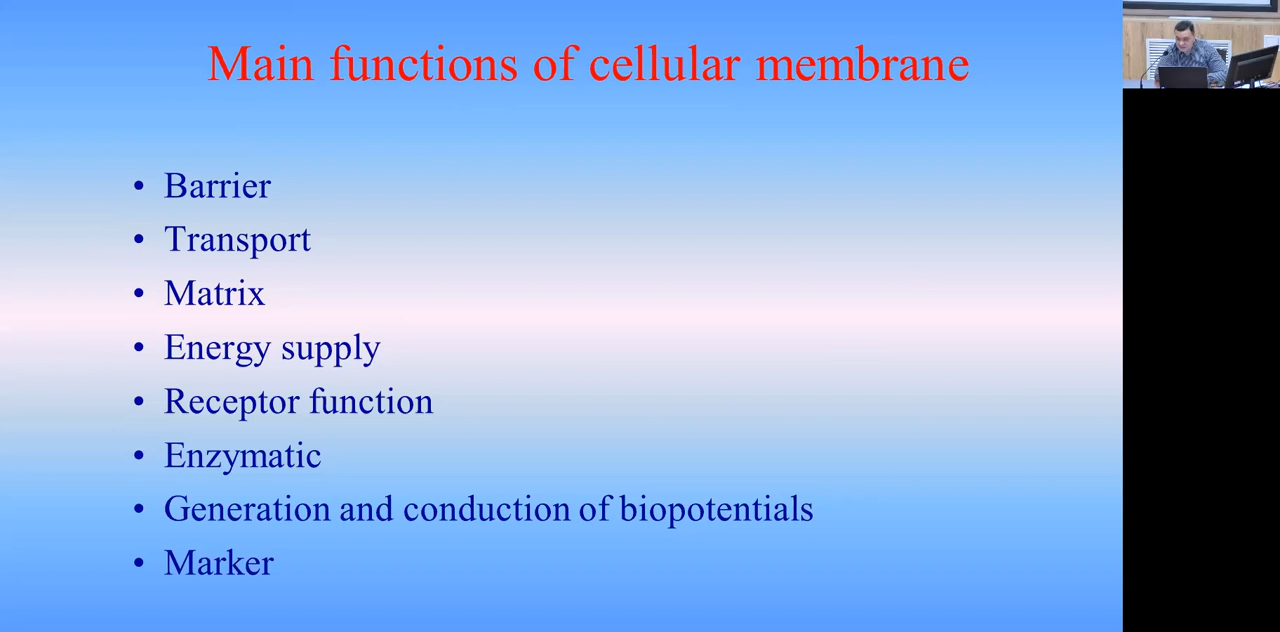 Main functions of cellular membrane
• Barrier
• Transport
• Matrix
• Energy supply
• Receptor function
• Enzymatic
• Generation and conduction of biopotentials
• Marker